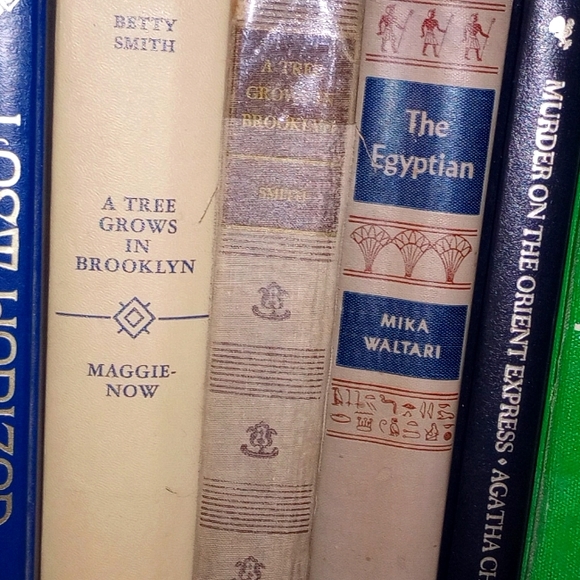 LOST HORIZON
BETTY
SMITH
A TREE
GROWS
IN
BROOKLYN
MAGGIE-
NOW
A TREE
GROWS IN
BROOKLYN
SMITH
The
Egyptian
MIKA
WALTARI
MURDER ON THE ORIENT EXPRESS • AGATHA CH